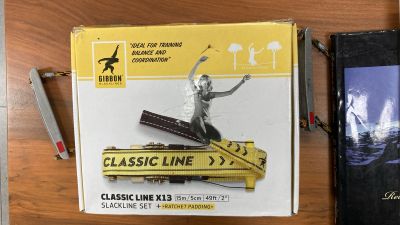 "IDEAL FOR TRAINING
BALANCE AND
COORDINATION"
GIBBON
SLACKLINES
CLASSIC LINE
CLASSIC LINE X13
15m / 5cm | 49ft / 2"
SLACKLINE SET + RATCHET PADDING+